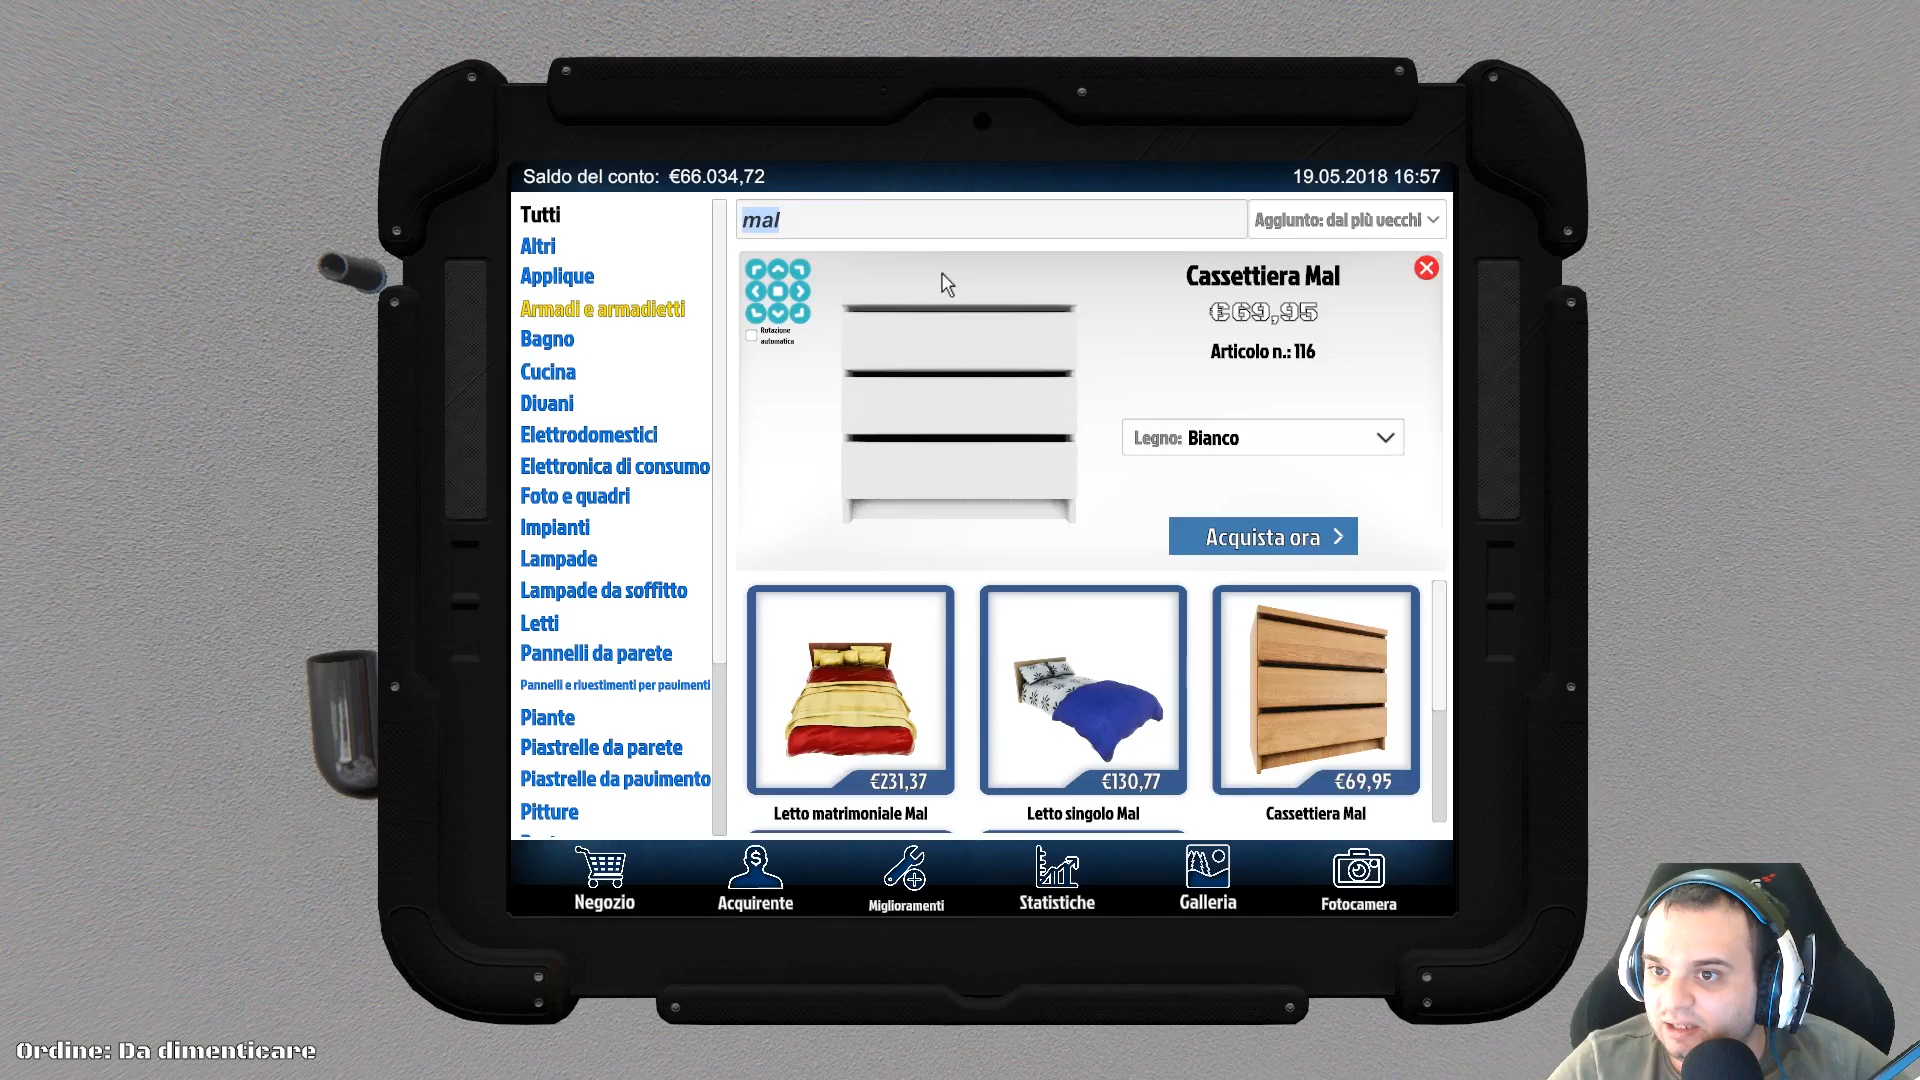 Saldo del conto: €66.034,72
19.05.2018 16:57
Tutti
Altri
Applique
Armadi e armadietti
Bagno
Cucina
Divani
Elettrodomestici
Elettronica di consumo
Foto e quadri
Impianti
Lampade
Lampade da soffitto
Letti
Pannelli da parete
Pannelli e rivestimenti per pavimenti
Piante
Piastrelle da parete
Piastrelle da pavimento
Pitture
mal
Aggiunto: dal più vecchi
Rotazione
automatica
Cassettiera Mal
€69,95
Articolo n.: 116
Legno: Bianco
Acquista ora
€231,37
€130,77
€69,95
Letto matrimoniale Mal
Letto singolo Mal
Cassettiera Mal
Negozio
Acquirente
Miglioramenti
Statistiche
Galleria
Fotocamera
Ordine: Da dimenticare